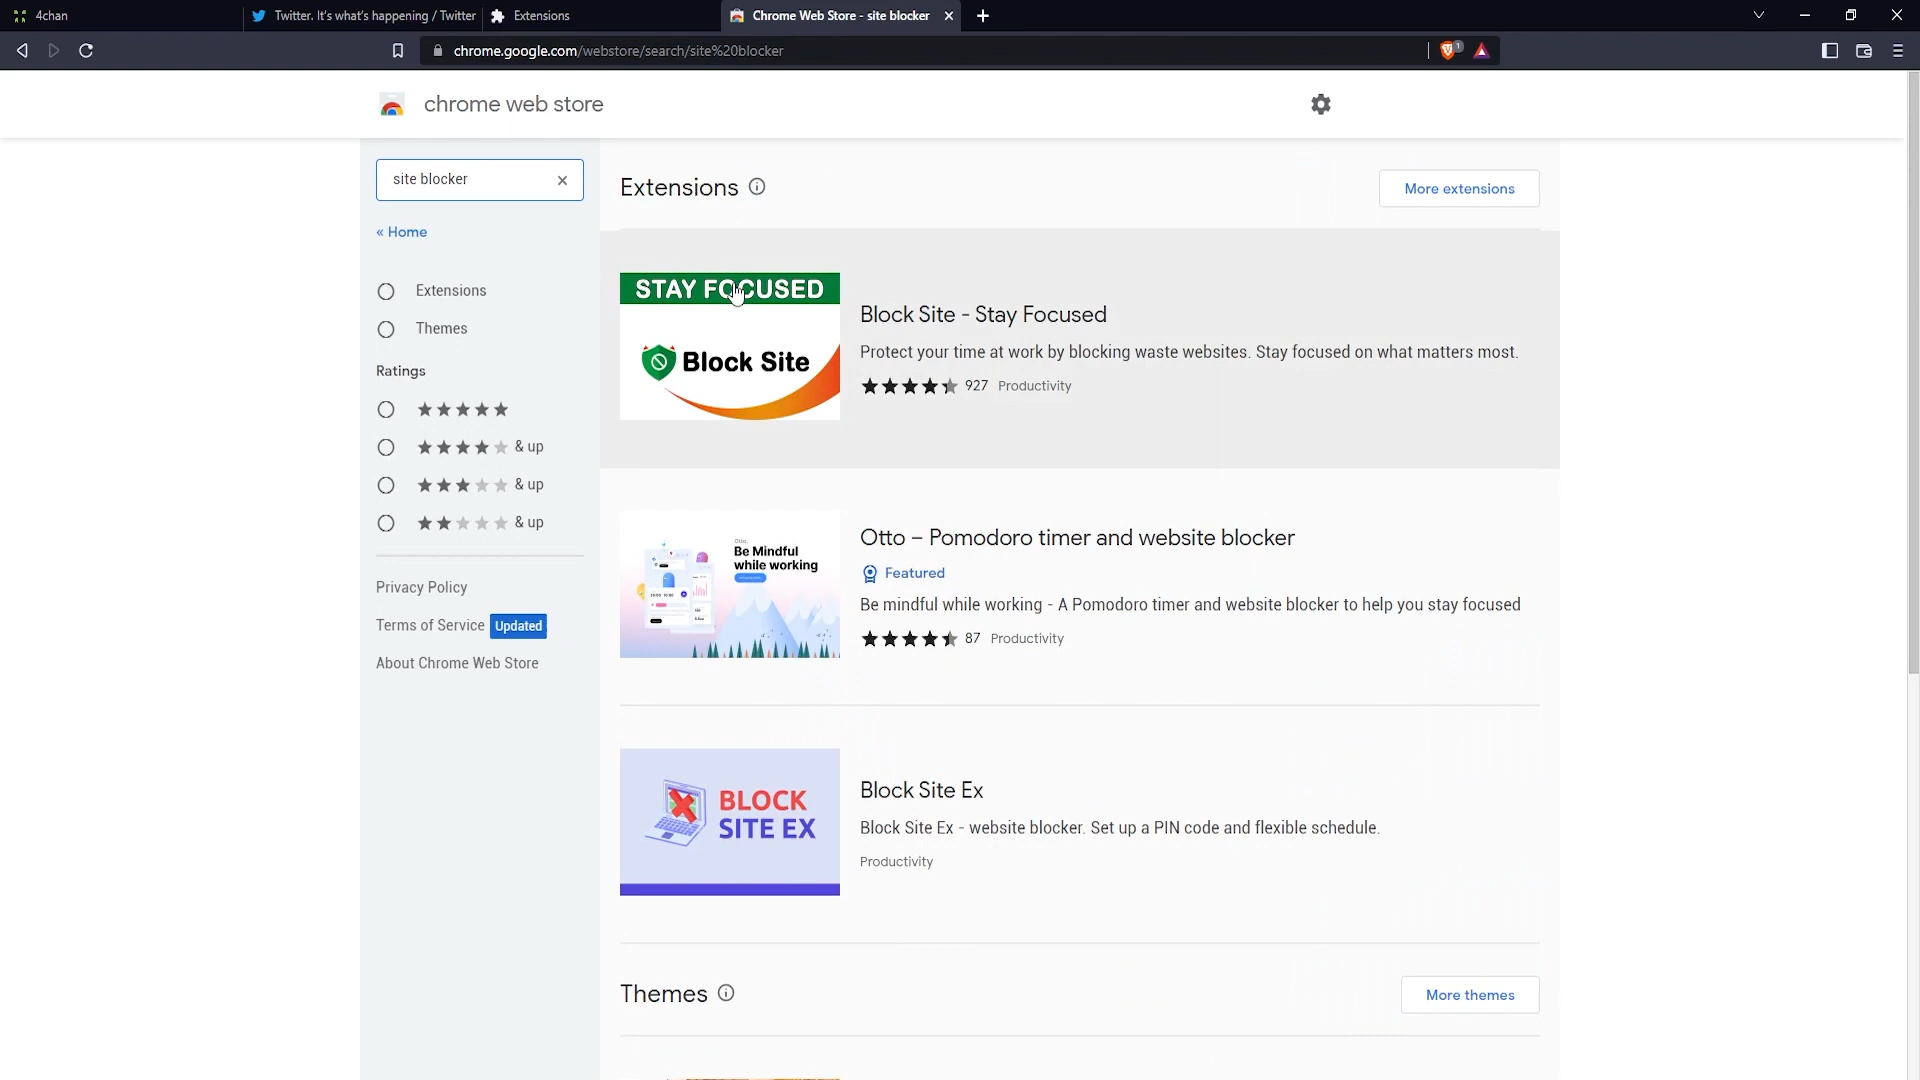 4chan
Twitter. It's what's happening / Twitter
Extensions
Chrome Web Store - site blocker
chrome.google.com/webstore/search/site%20blocker
1
chrome web store
site blocker
« Home
Extensions
Themes
Ratings
& up
& up
& up
Privacy Policy
Terms of Service Updated
About Chrome Web Store
Extensions
More extensions
STAY FOCUSED
Block Site
Block Site - Stay Focused
Protect your time at work by blocking waste websites. Stay focused on what matters most.
927 Productivity
Be Mindful
while working
Otto – Pomodoro timer and website blocker
Featured
Be mindful while working - A Pomodoro timer and website blocker to help you stay focused
87 Productivity
BLOCK
SITE EX
Block Site Ex
Block Site Ex - website blocker. Set up a PIN code and flexible schedule.
Productivity
Themes
More themes